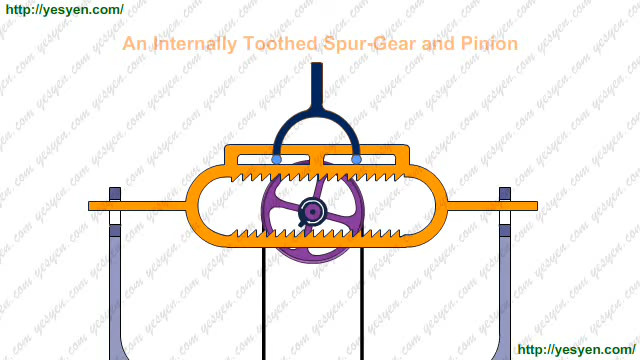 http://yesyen.com/
An Internally Toothed Spur-Gear and Pinion
http://yesyen.com/